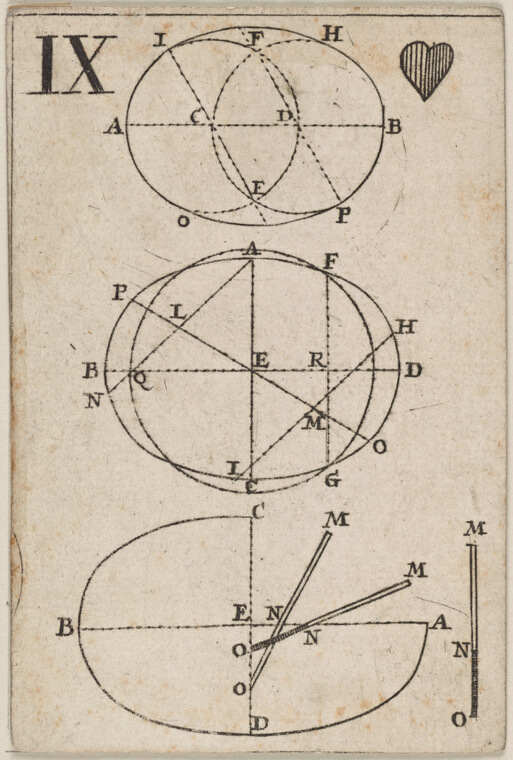 IX
I F H
A C D B
E
O P
A F
P L H
B Q E R D
N M
O
I C G
C M
M
M
B E N A
N N
O
O O
D